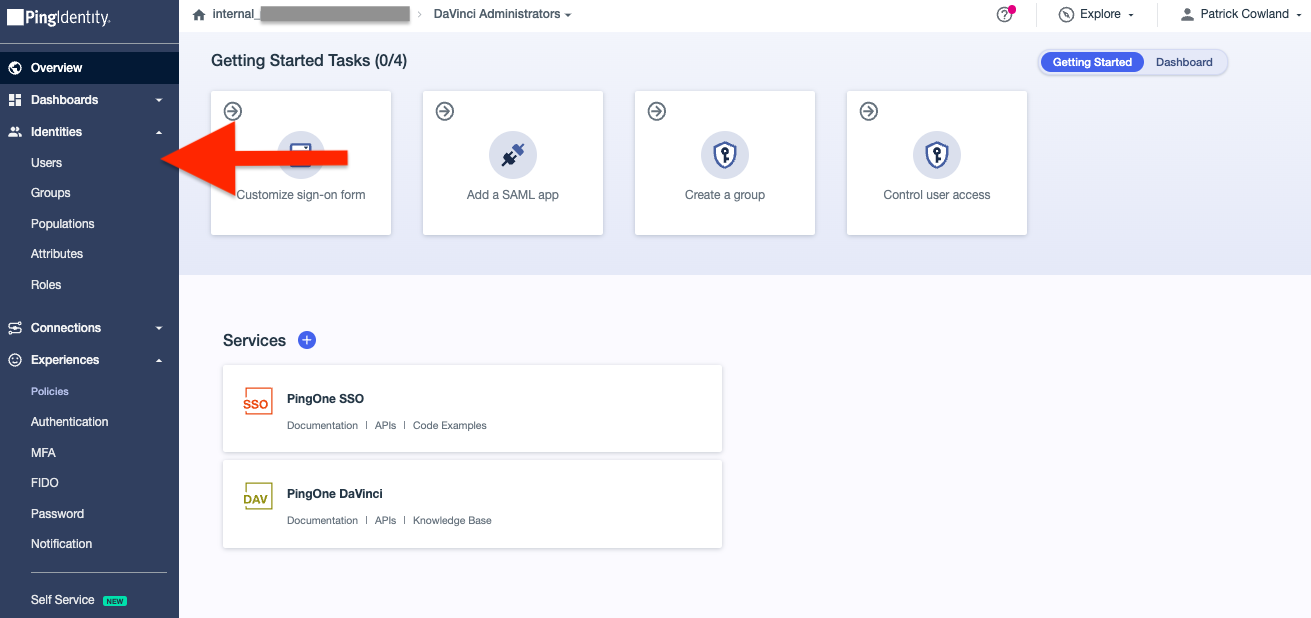 PingIdentity.
internal_
DaVinci Administrators
Explore
Patrick Cowland
Overview
Dashboards
Identities
Users
Groups
Populations
Attributes
Roles
Connections
Experiences
Policies
Authentication
MFA
FIDO
Password
Notification
Self Service NEW
Getting Started Tasks (0/4)
Getting Started
Dashboard
Customize sign-on form
Add a SAML app
Create a group
Control user access
Services
SSO
PingOne SSO
Documentation | APIs | Code Examples
DAV
PingOne DaVinci
Documentation | APIs | Knowledge Base